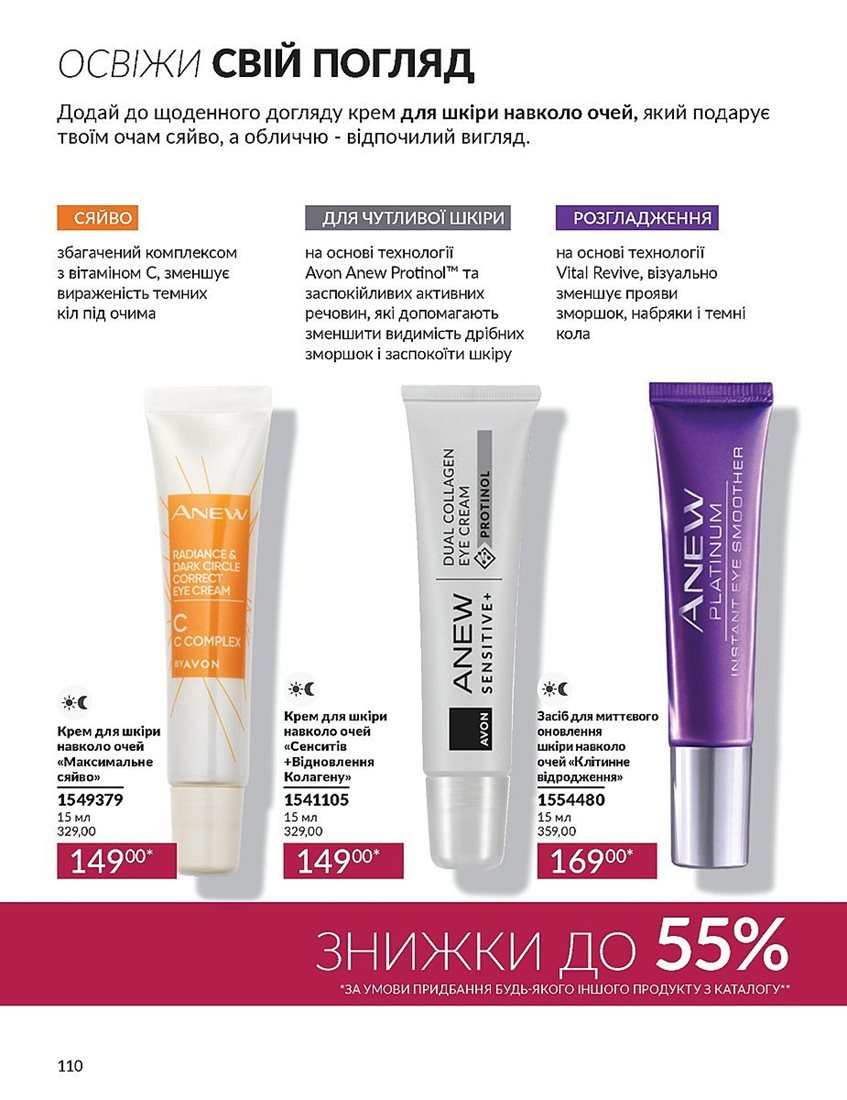 ОСВІЖИ СВІЙ ПОГЛЯД
Додай до щоденного догляду крем для шкіри навколо очей, який подарує
твоїм очам сяйво, а обличчю - відпочилий вигляд.
СЯЙВО
збагачений комплексом
з вітаміном С, зменшує
вираженість темних
кіл під очима
ДЛЯ ЧУТЛИВОЇ ШКІРИ
на основі технології
Avon Anew Protinol™ та
заспокійливих активних
речовин, які допомагають
зменшити видимість дрібних
зморшок і заспокоїти шкіру
РОЗГЛАДЖЕННЯ
на основі технології
Vital Revive, візуально
зменшує прояви
зморшок, набряки і темні
кола
ANEW
RADIANCE &
DARK CIRCLE
CORRECT
EYE CREAM
C
C COMPLEX
BY AVON
DUAL COLLAGEN
EYE CREAM
PROTINOL
ANEW
SENSITIVE+
AVON
ANEW
PLATINUM
INSTANT EYE SMOOTHER
Крем для шкіри
навколо очей
«Максимальне
сяйво»
1549379
15 мл
329,00
14900*
Крем для шкіри
навколо очей
«Сенситів
+Відновлення
Колагену»
1541105
15 мл
329,00
14900*
Засіб для миттєвого
оновлення
шкіри навколо
очей «Клітинне
відродження»
1554480
15 мл
359,00
16900*
ЗНИЖКИ ДО 55%
*ЗА УМОВИ ПРИДБАННЯ БУДЬ-ЯКОГО ІНШОГО ПРОДУКТУ З КАТАЛОГУ**
110